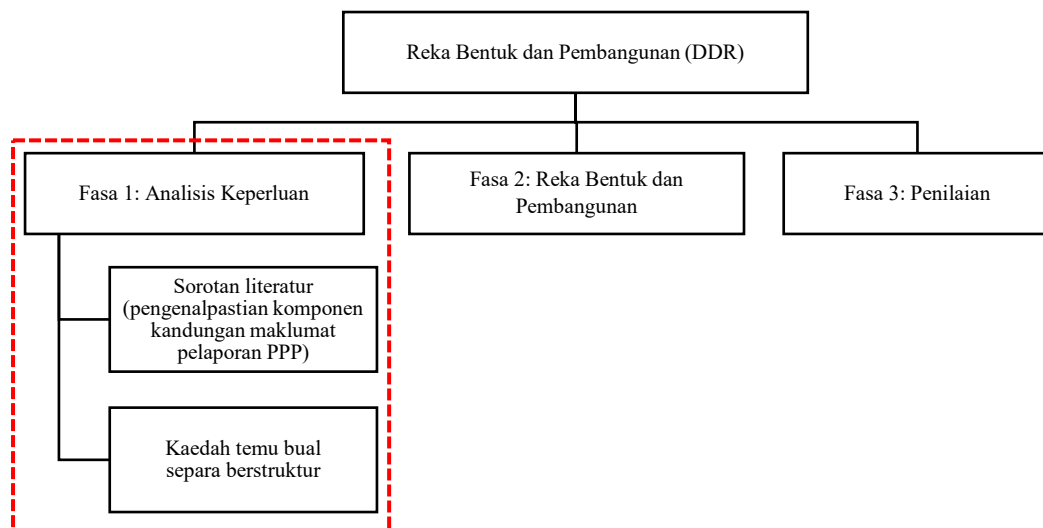 Reka Bentuk dan Pembangunan (DDR)
Fasa 1: Analisis Keperluan
Fasa 2: Reka Bentuk dan
Pembangunan
Fasa 3: Penilaian
Sorotan literatur
(pengenalpastian komponen
kandungan maklumat
pelaporan PPP)
Kaedah temu bual
separa berstruktur